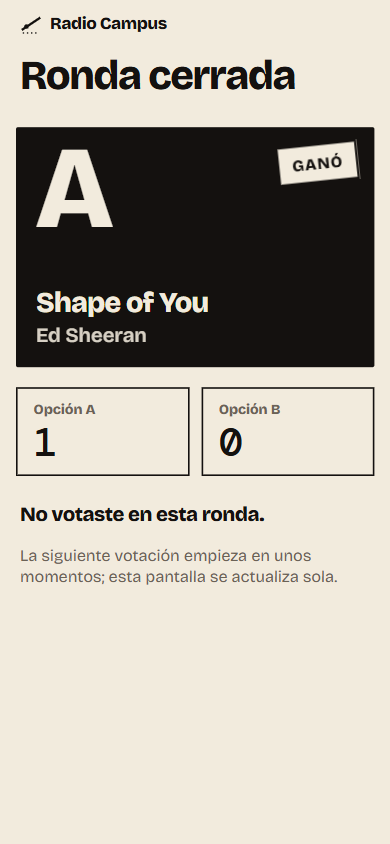 Radio Campus
Ronda cerrada
A
GANÓ
Shape of You
Ed Sheeran
Opción A
Opción B
1
0
No votaste en esta ronda.
La siguiente votación empieza en unos
momentos; esta pantalla se actualiza sola.